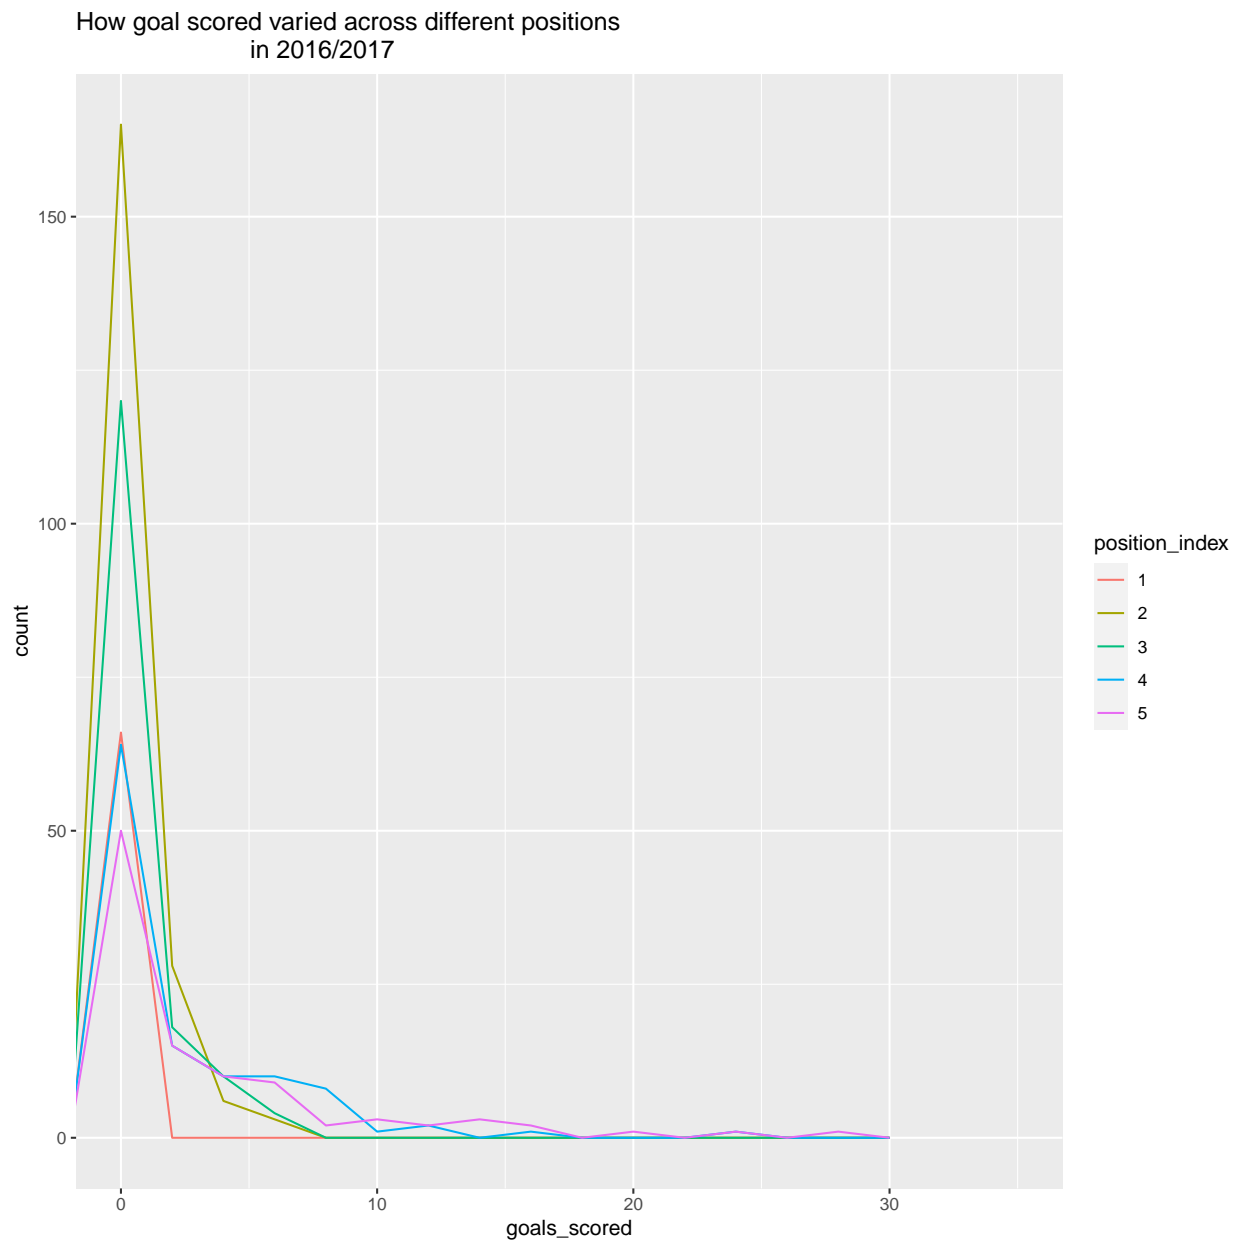 How goal scored varied across different positions
in 2016/2017
150
100
50
0
count
0
10
20
30
goals_scored
position_index
1
2
3
4
5